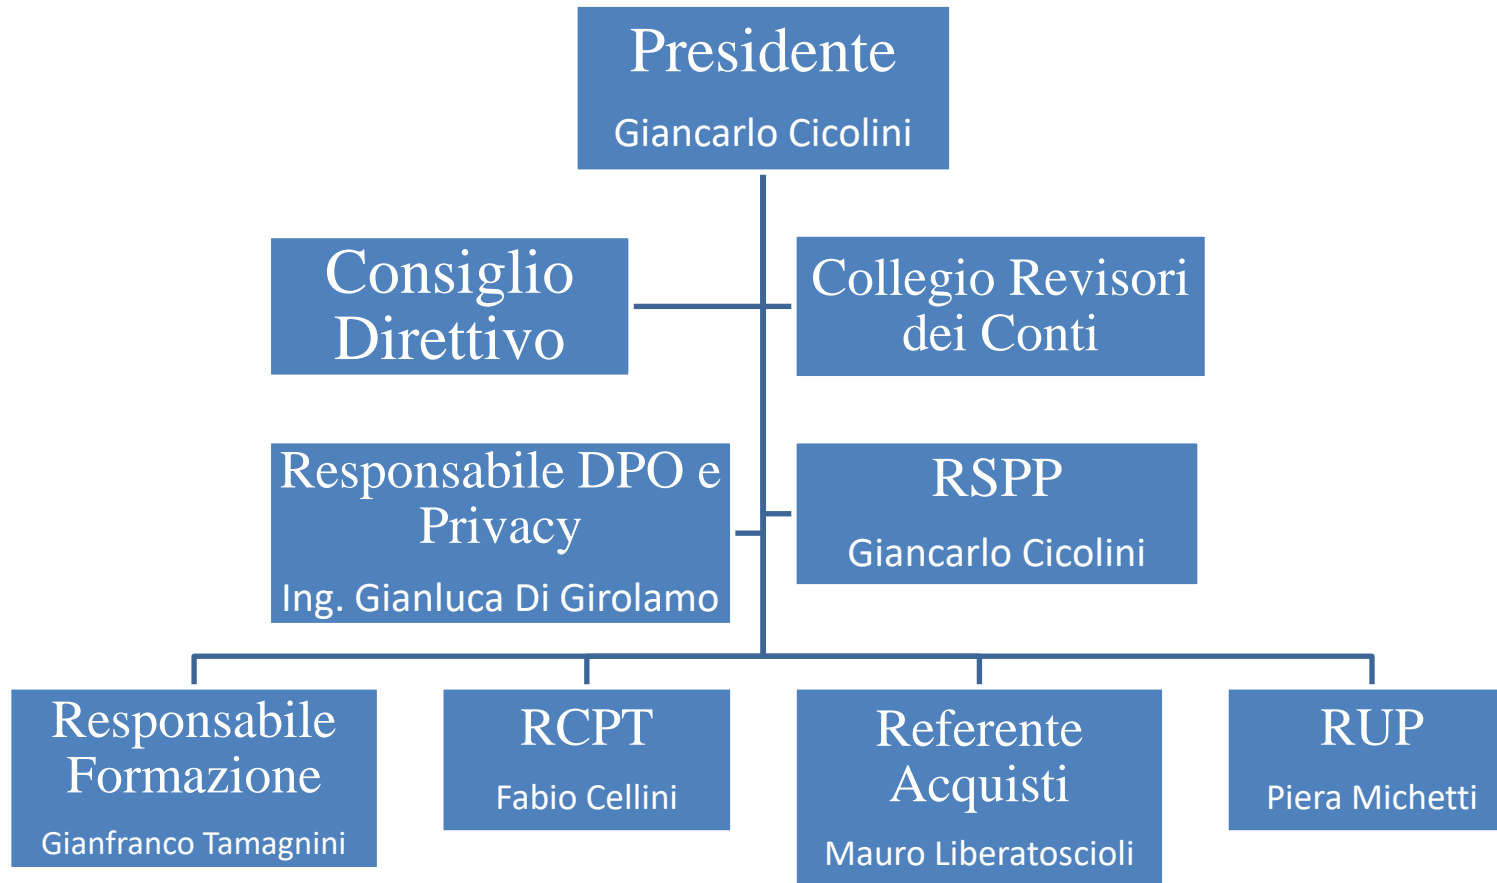 Presidente
Giancarlo Cicolini
Consiglio
Direttivo
Collegio Revisori
dei Conti
Responsabile DPO e
Privacy
Ing. Gianluca Di Girolamo
RSPP
Giancarlo Cicolini
Responsabile
Formazione
Gianfranco Tamagnini
RCPT
Fabio Cellini
Referente
Acquisti
Mauro Liberatoscioli
RUP
Piera Michetti